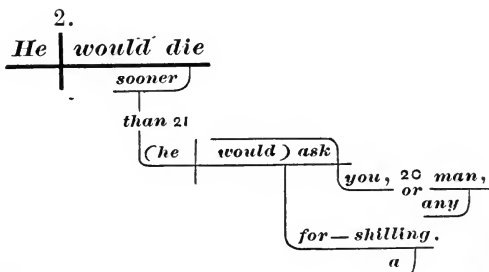 2.
He would die
sooner
than 21
(he would) ask
you, 20 man,
or
any
for—shilling.
a